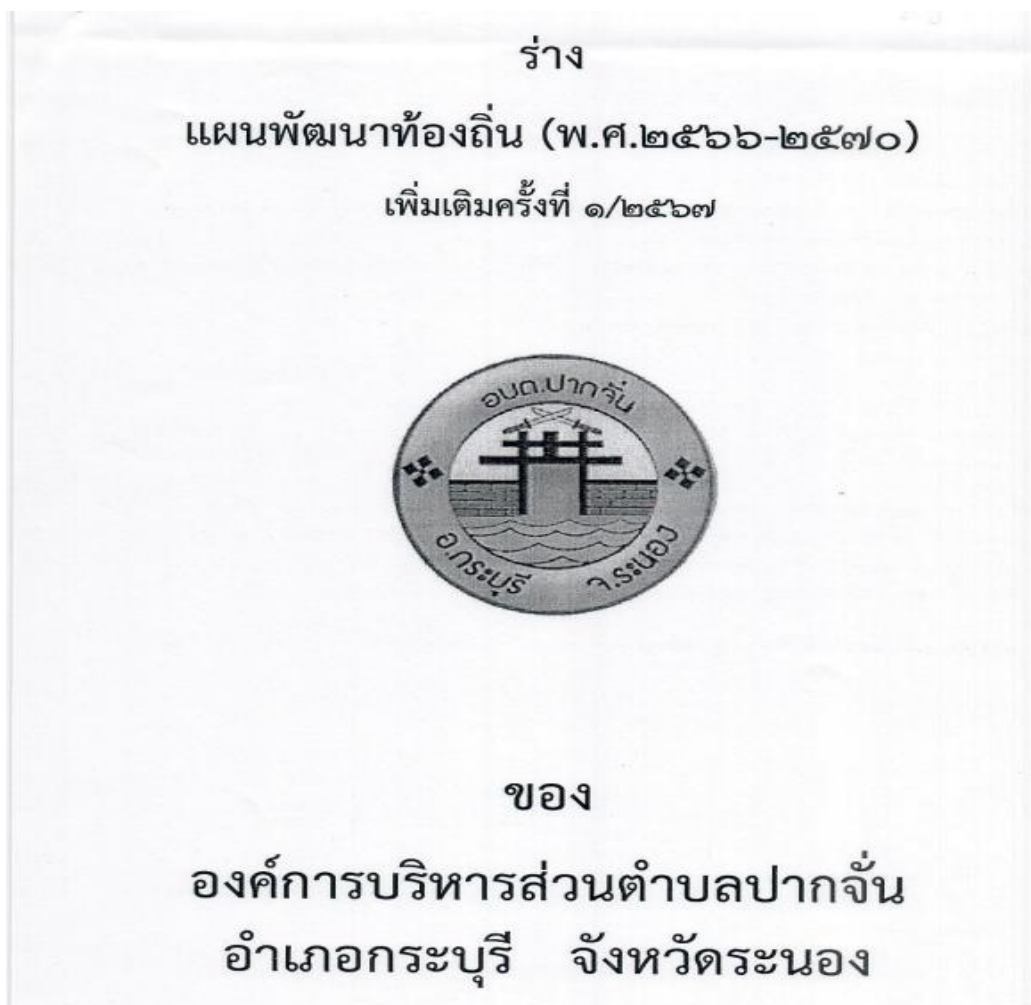 ร่าง
แผนพัฒนาท้องถิ่น (พ.ศ.๒๕๖๖-๒๕๗๐)
เพิ่มเติมครั้งที่ ๑/๒๕๖๗
อบต.ปากจั่น
อ.กระบุรี จ.ระนอง
ของ
องค์การบริหารส่วนตำบลปากจั่น
อำเภอกระบุรี จังหวัดระนอง